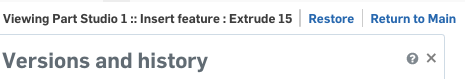 Viewing Part Studio 1 :: Insert feature : Extrude 15 Restore Return to Main
Versions and history